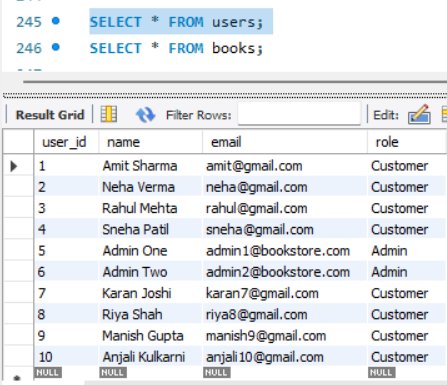 245 SELECT * FROM users;
246 SELECT * FROM books;
Result Grid Filter Rows: Edit:
user_id name email role
1 Amit Sharma amit@gmail.com Customer
2 Neha Verma neha@gmail.com Customer
3 Rahul Mehta rahul@gmail.com Customer
4 Sneha Patil sneha@gmail.com Customer
5 Admin One admin1@bookstore.com Admin
6 Admin Two admin2@bookstore.com Admin
7 Karan Joshi karan7@gmail.com Customer
8 Riya Shah riya8@gmail.com Customer
9 Manish Gupta manish9@gmail.com Customer
10 Anjali Kulkarni anjali10@gmail.com Customer
NULL NULL NULL NULL